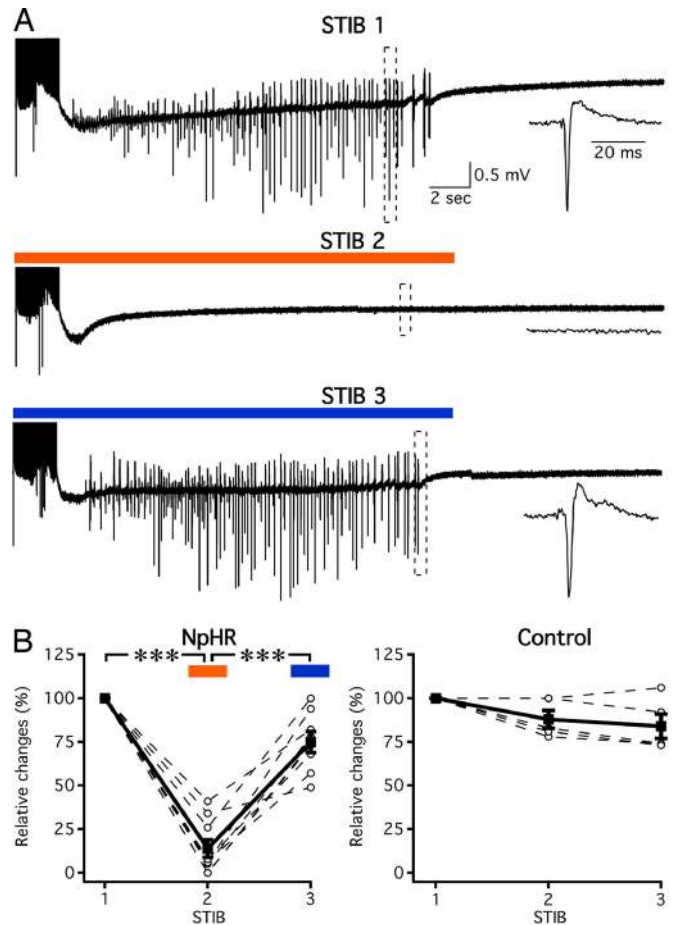 A
STIB 1
20 ms
0.5 mV
2 sec
STIB 2
STIB 3
B
NpHR
Control
*** ***
Relative changes (%)
125
100
75
50
25
0
1 2 3
STIB
Relative changes (%)
125
100
75
50
25
0
1 2 3
STIB